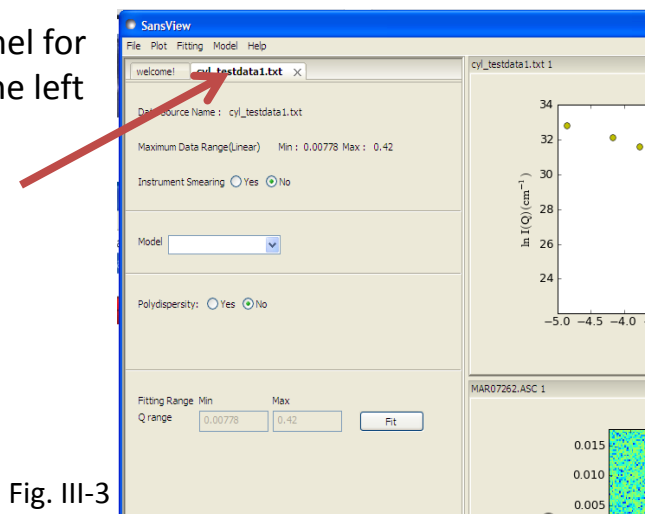 nel for
ne left
SansView
File Plot Fitting Model Help
welcome! cyl_testdata1.txt ×
Data Source Name : cyl_testdata1.txt
Maximum Data Range(Linear) Min : 0.00778 Max : 0.42
Instrument Smearing Yes No
Model
Polydispersity: Yes No
Fitting Range Min Max
Q range 0.00778 0.42 Fit
cyl_testdata1.txt 1
34
32
30
28
26
24
ln I(Q)(cm⁻¹)
−5.0 −4.5 −4.0
MAR07262.ASC 1
0.015
0.010
0.005
Fig. III-3